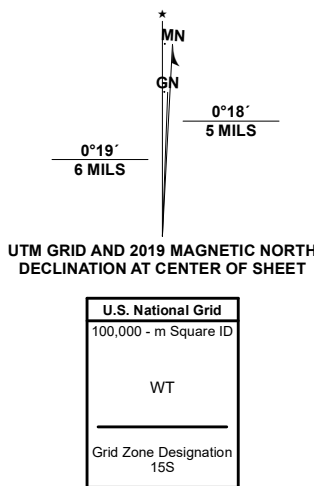 ★
MN
GN
0°18´
5 MILS
0°19´
6 MILS
UTM GRID AND 2019 MAGNETIC NORTH
DECLINATION AT CENTER OF SHEET
U.S. National Grid
100,000 - m Square ID
WT
Grid Zone Designation
15S